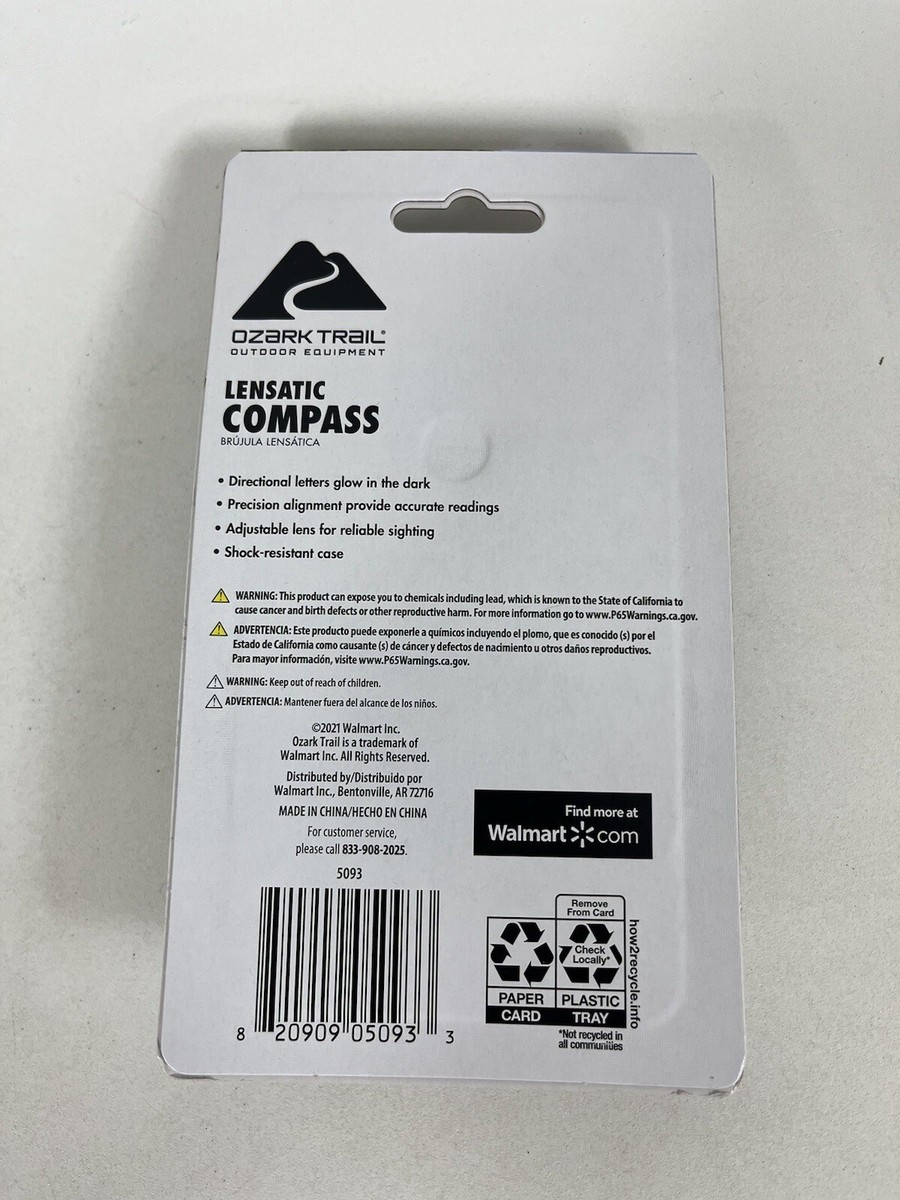 OZARK TRAIL®
OUTDOOR EQUIPMENT
LENSATIC
COMPASS
BRÚJULA LENSÁTICA
• Directional letters glow in the dark
• Precision alignment provide accurate readings
• Adjustable lens for reliable sighting
• Shock-resistant case
WARNING: This product can expose you to chemicals including lead, which is known to the State of California to
cause cancer and birth defects or other reproductive harm. For more information go to www.P65Warnings.ca.gov.
ADVERTENCIA: Este producto puede exponerle a químicos incluyendo el plomo, que es conocido (s) por el
Estado de California como causante (s) de cáncer y defectos de nacimiento u otros daños reproductivos.
Para mayor información, visite www.P65Warnings.ca.gov.
WARNING: Keep out of reach of children.
ADVERTENCIA: Mantener fuera del alcance de los niños.
©2021 Walmart Inc.
Ozark Trail is a trademark of
Walmart Inc. All Rights Reserved.
Distributed by/Distribuido por
Walmart Inc., Bentonville, AR 72716
MADE IN CHINA/HECHO EN CHINA
For customer service,
please call 833-908-2025.
5093
8 20909 05093 3
Find more at
Walmart com
Remove
From Card
Check
Locally*
PAPER
CARD
PLASTIC
TRAY
how2recycle.info
*Not recycled in
all communities